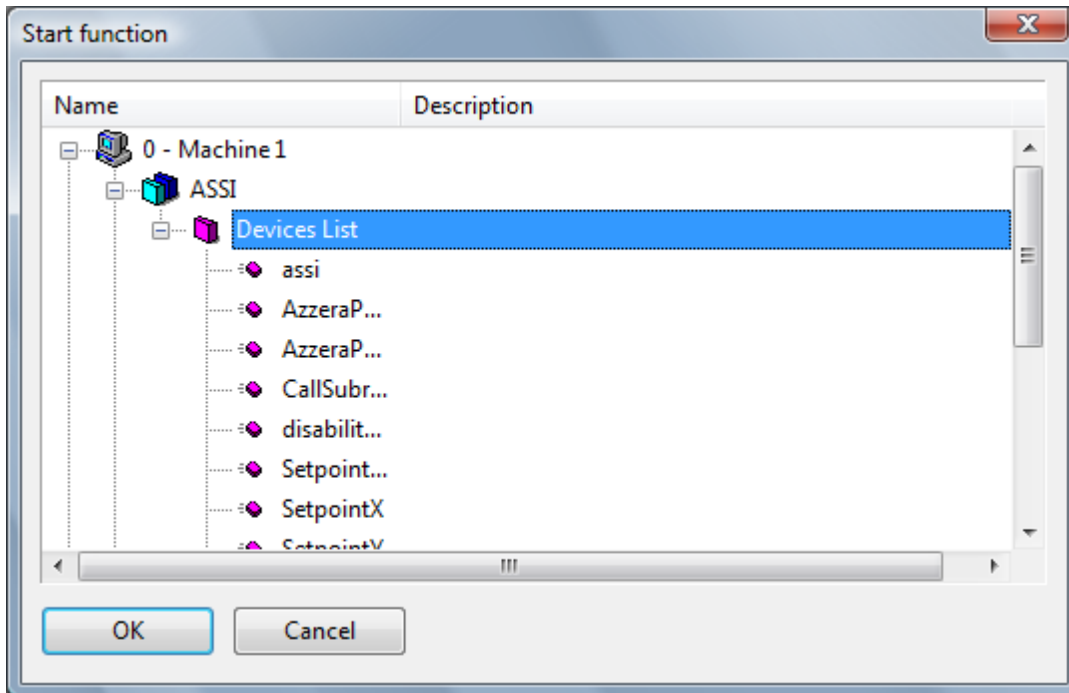 Start function
Name Description
0 - Machine 1
ASSI
Devices List
assi
AzzeraP...
AzzeraP...
CallSubr...
disabilit...
Setpoint...
SetpointX
SetpointY
OK Cancel